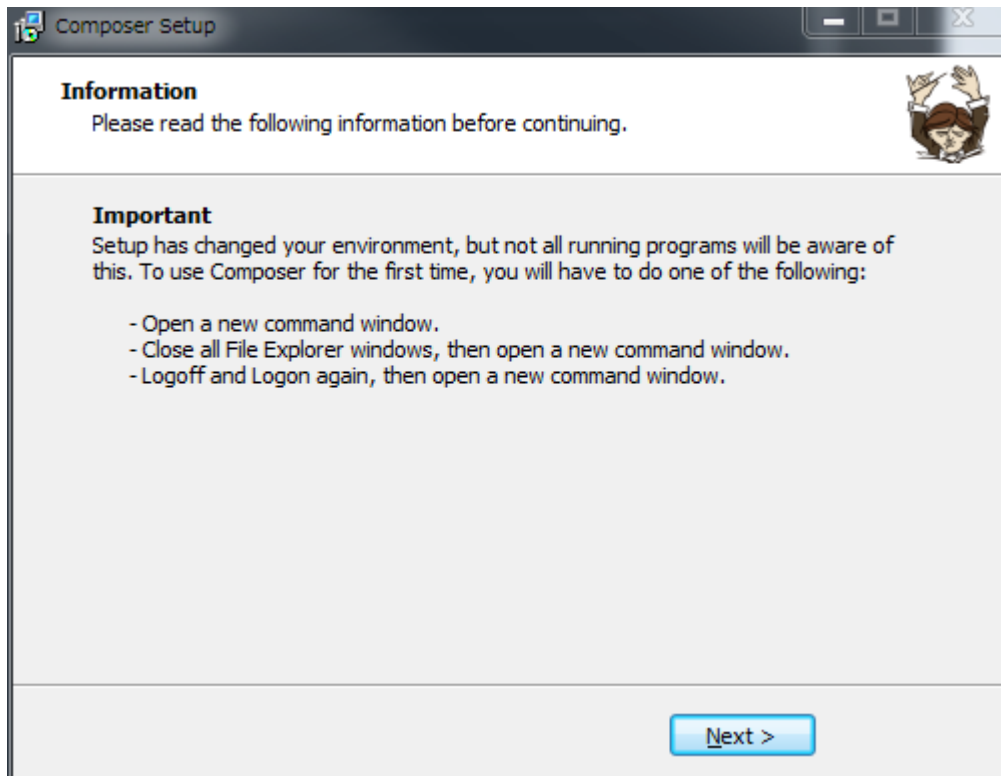 Composer Setup
Information
Please read the following information before continuing.
Important
Setup has changed your environment, but not all running programs will be aware of
this. To use Composer for the first time, you will have to do one of the following:
- Open a new command window.
- Close all File Explorer windows, then open a new command window.
- Logoff and Logon again, then open a new command window.
Next >